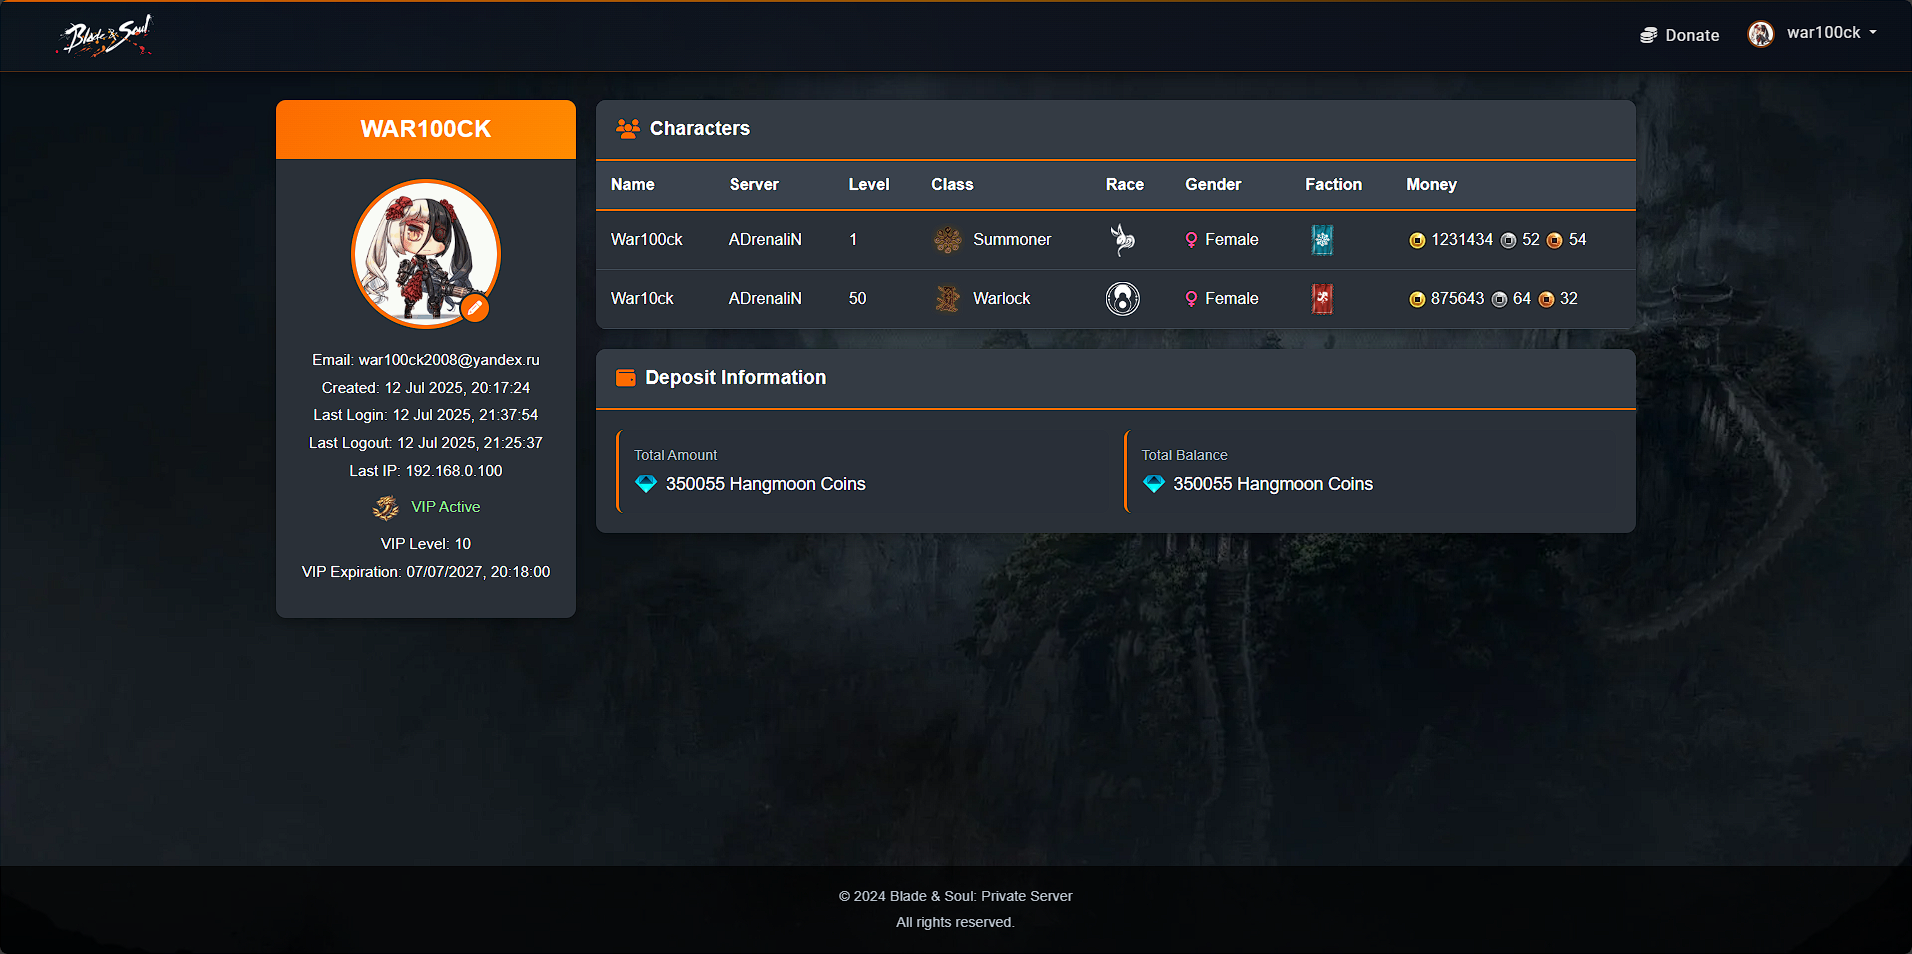 Blade & Soul
Donate
war100ck
WAR100CK
Email: war100ck2008@yandex.ru
Created: 12 Jul 2025, 20:17:24
Last Login: 12 Jul 2025, 21:37:54
Last Logout: 12 Jul 2025, 21:25:37
Last IP: 192.168.0.100
VIP Active
VIP Level: 10
VIP Expiration: 07/07/2027, 20:18:00
Characters
Name Server Level Class Race Gender Faction Money
War100ck ADrenaliN 1 Summoner Female 1231434 52 54
War10ck ADrenaliN 50 Warlock Female 875643 64 32
Deposit Information
Total Amount
350055 Hangmoon Coins
Total Balance
350055 Hangmoon Coins
© 2024 Blade & Soul: Private Server
All rights reserved.